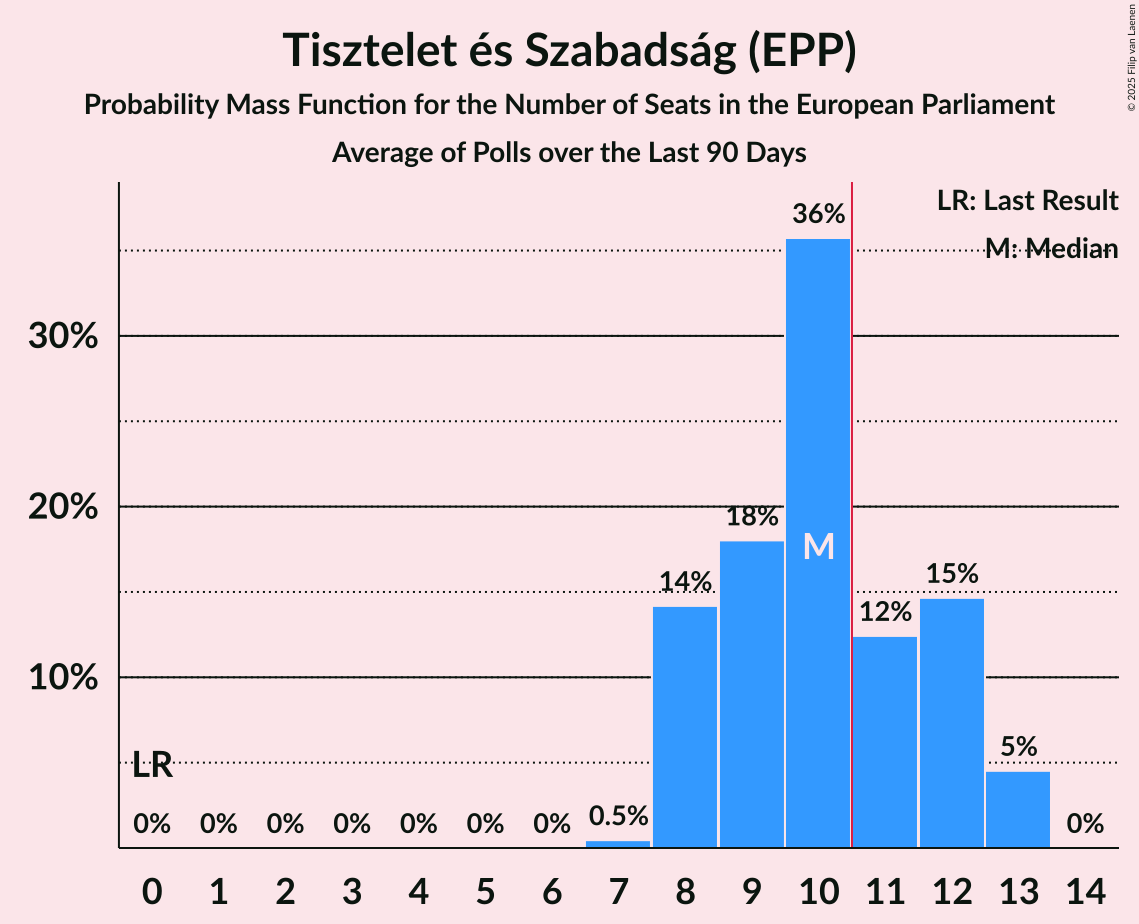 Tisztelet és Szabadság (EPP)
Probability Mass Function for the Number of Seats in the European Parliament
Average of Polls over the Last 90 Days
© 2025 Filip van Laenen
LR: Last Result
M: Median
36%
30%
20%
18%
M
15%
14%
12%
10%
5%
LR
0% 0% 0% 0% 0% 0% 0% 0.5% 0%
0 1 2 3 4 5 6 7 8 9 10 11 12 13 14